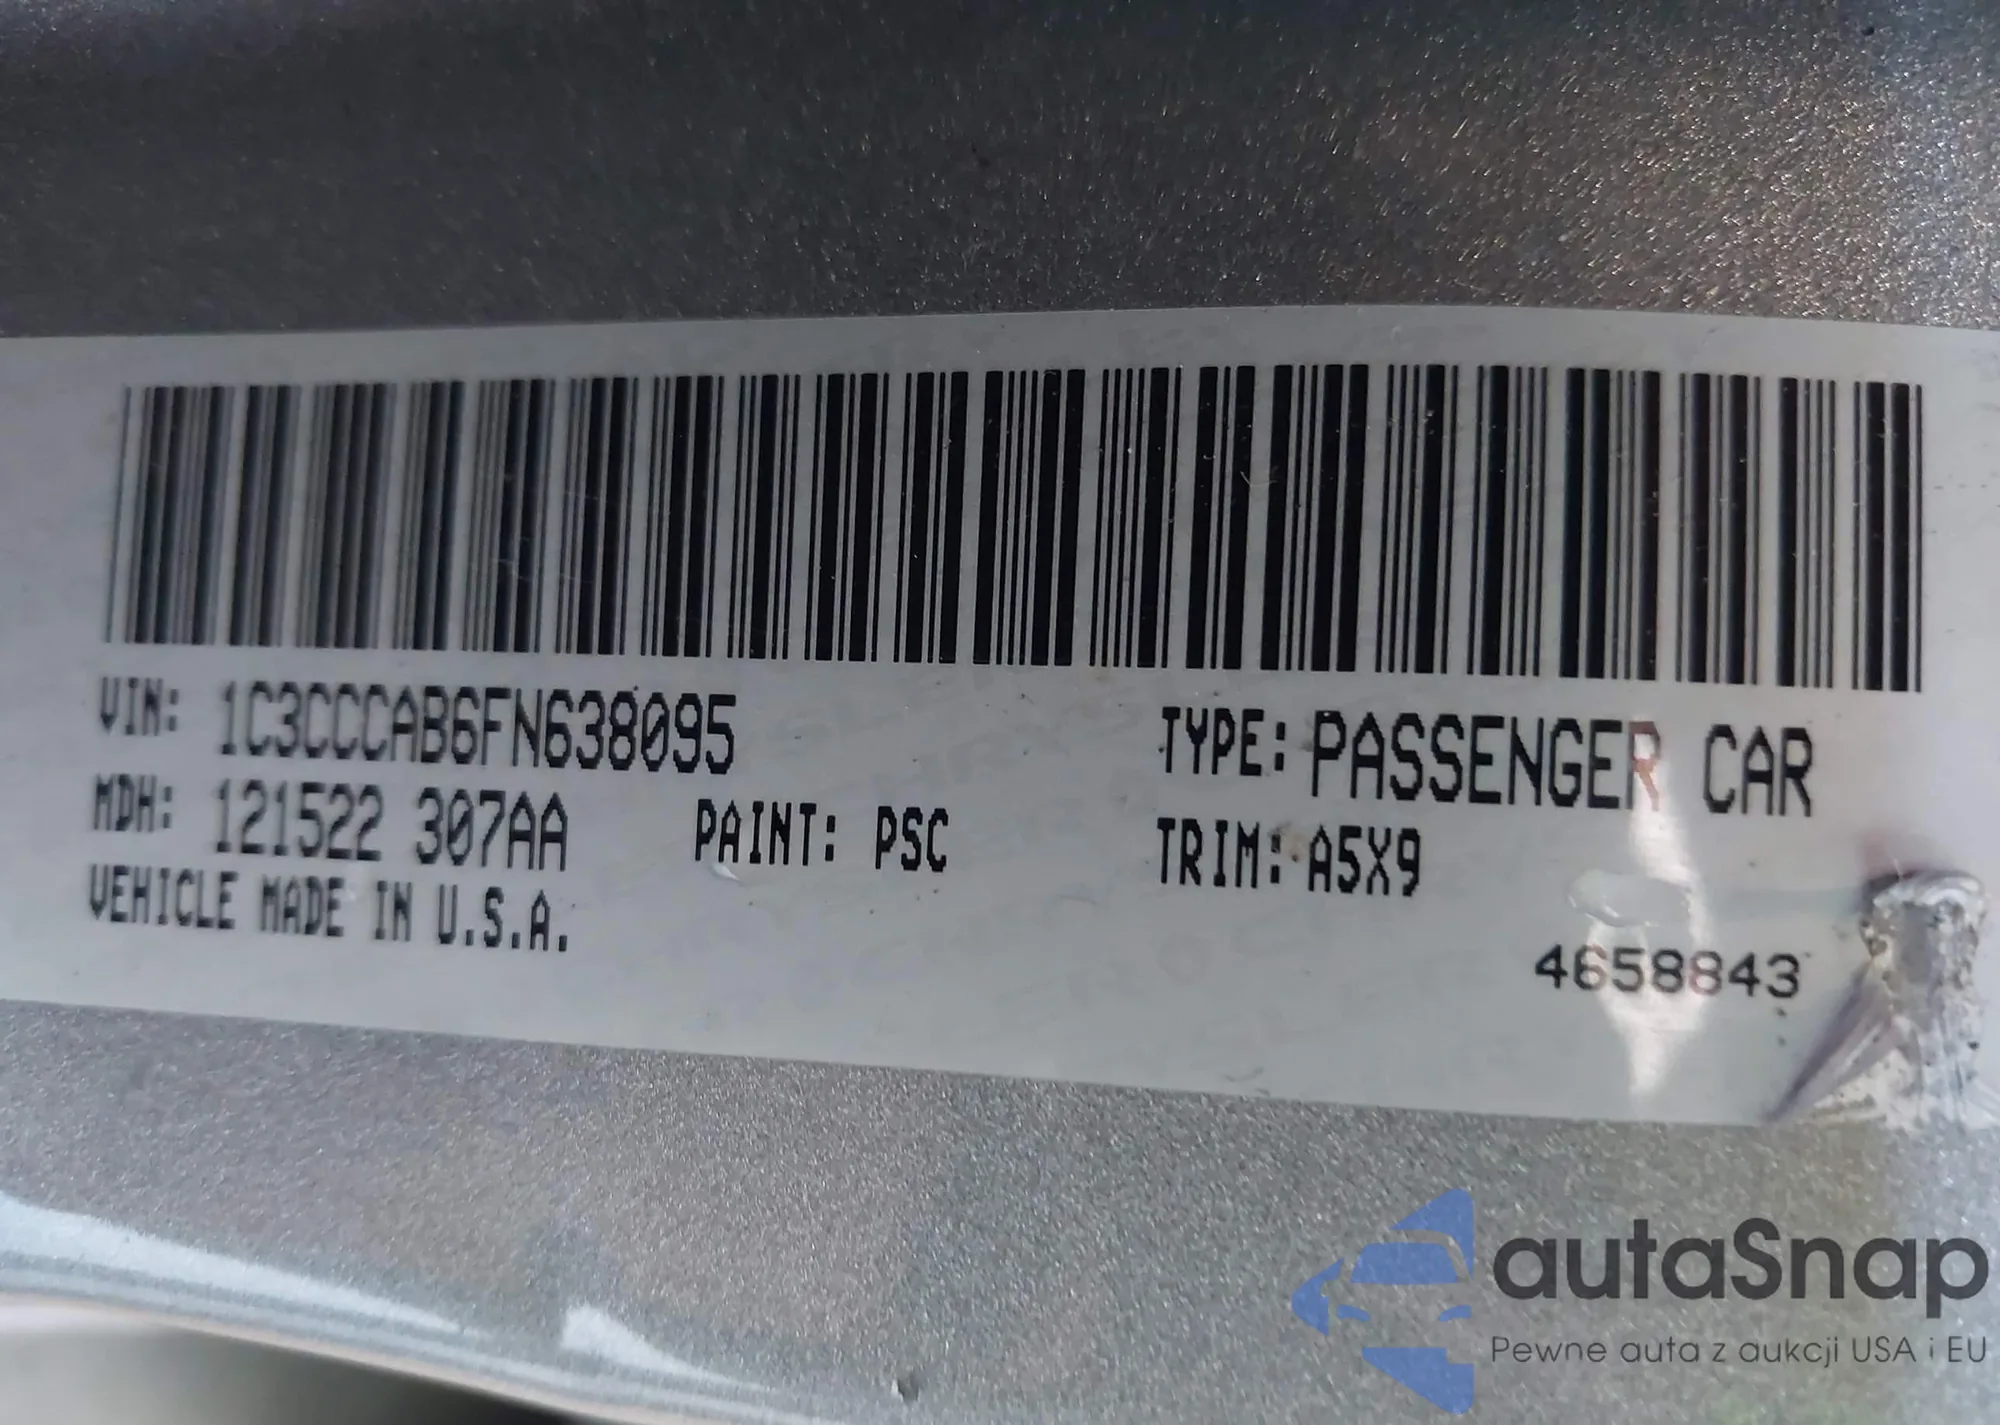 VIN: 1C3CCCAB6FN638095
TYPE: PASSENGER CAR
MDH: 121522 307AA
PAINT: PSC
TRIM: A5X9
VEHICLE MADE IN U.S.A.
4658843
autaSnap
Pewne auta z aukcji USA i EU